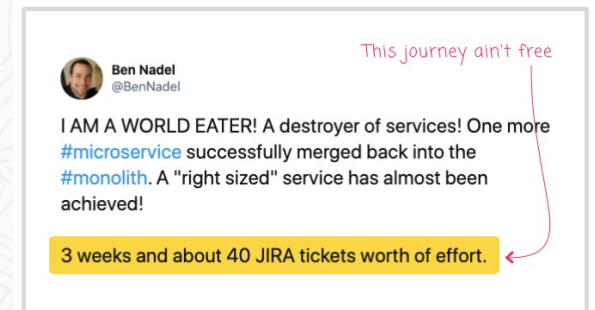 This journey ain't free
Ben Nadel
@BenNadel
I AM A WORLD EATER! A destroyer of services! One more
#microservice successfully merged back into the
#monolith. A "right sized" service has almost been
achieved!
3 weeks and about 40 JIRA tickets worth of effort.